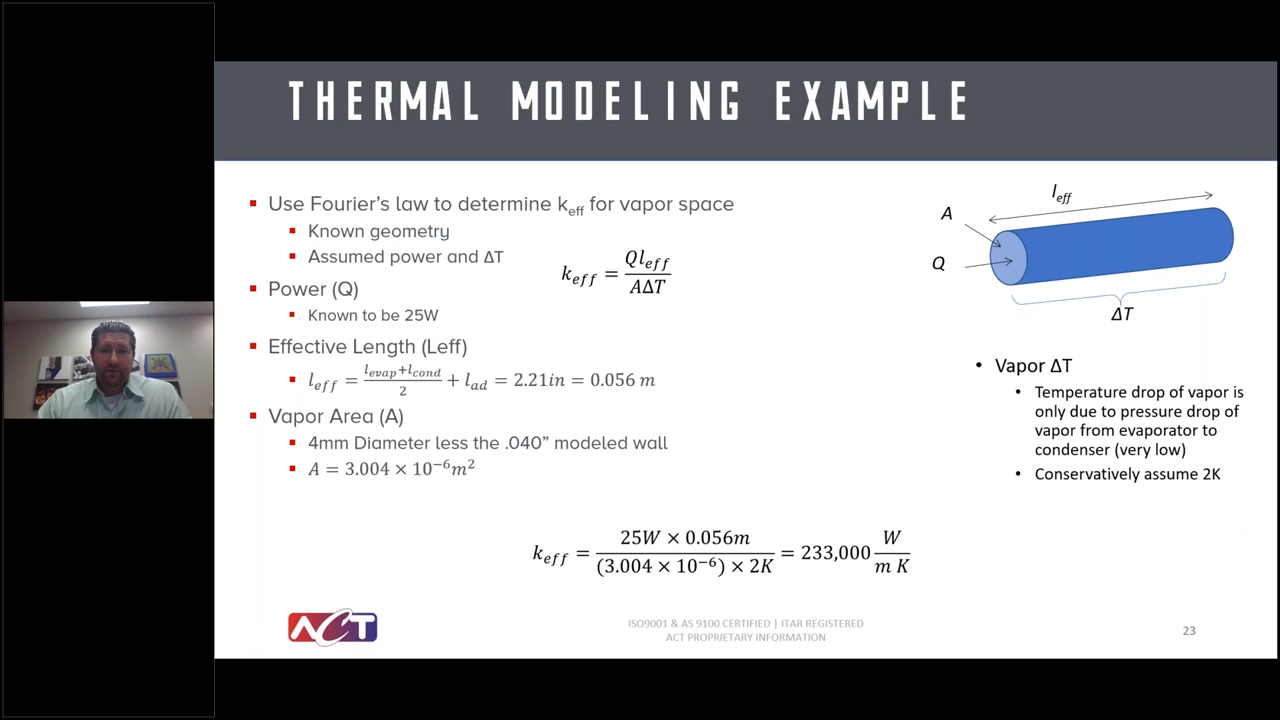 THERMAL MODELING EXAMPLE
Use Fourier's law to determine k_eff for vapor space
Known geometry
Assumed power and ΔT
k_eff = Ql_eff / AΔT
Power (Q)
Known to be 25W
Effective Length (Leff)
l_eff = (l_evap+l_cond)/2 + l_ad = 2.21in = 0.056 m
Vapor Area (A)
4mm Diameter less the .040” modeled wall
A = 3.004 × 10^−6 m^2
l_eff
A
Q
ΔT
Vapor ΔT
Temperature drop of vapor is
only due to pressure drop of
vapor from evaporator to
condenser (very low)
Conservatively assume 2K
k_eff = 25W × 0.056m / (3.004 × 10^−6) × 2K = 233,000 W / m K
ACT
ISO9001 & AS 9100 CERTIFIED | ITAR REGISTERED
ACT PROPRIETARY INFORMATION
23